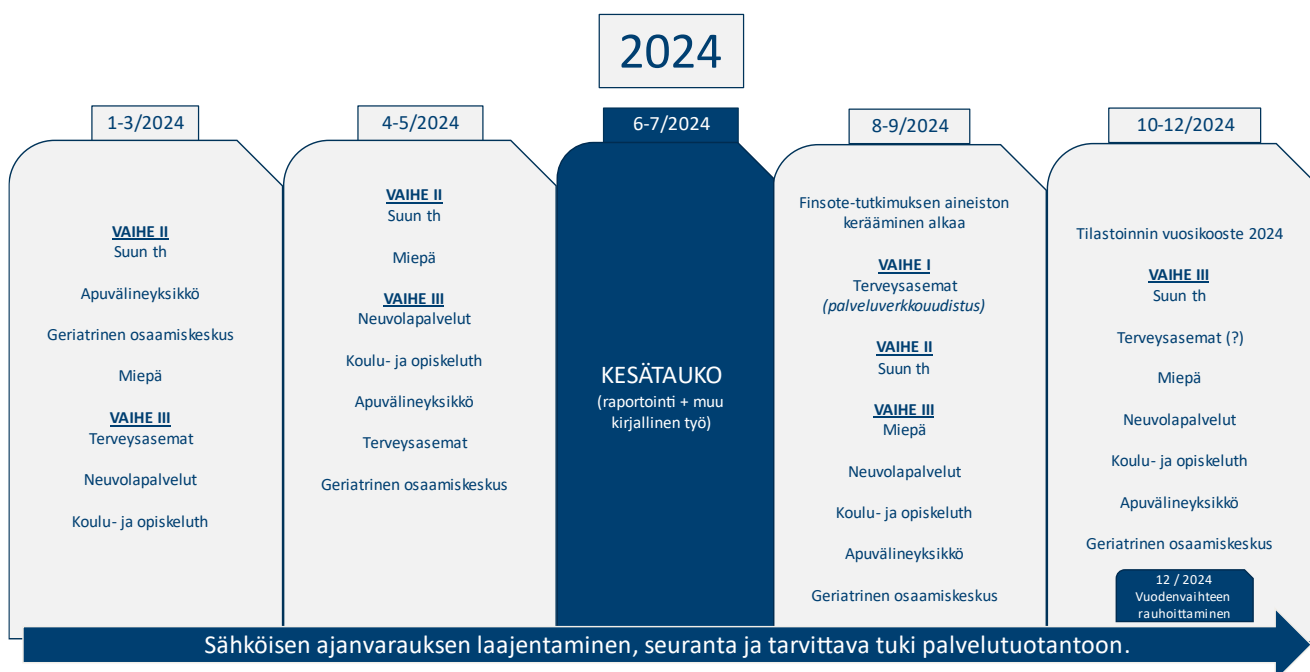 2024
1-3/2024
VAIHE II
Suun th
Apuvälineyksikkö
Geriatrinen osaamiskeskus
Miepä
VAIHE III
Terveysasemat
Neuvolapalvelut
Koulu- ja opiskeluth
4-5/2024
VAIHE II
Suun th
Miepä
VAIHE III
Neuvolapalvelut
Koulu- ja opiskeluth
Apuvälineyksikkö
Terveysasemat
Geriatrinen osaamiskeskus
6-7/2024
KESÄTAUKO
(raportointi + muu
kirjallinen työ)
8-9/2024
Finsote-tutkimuksen aineiston
kerääminen alkaa
VAIHE I
Terveysasemat
(palveluverkkouudistus)
VAIHE II
Suun th
VAIHE III
Miepä
Neuvolapalvelut
Koulu- ja opiskeluth
Apuvälineyksikkö
Geriatrinen osaamiskeskus
10-12/2024
Tilastoinnin vuosikooste 2024
VAIHE III
Suun th
Terveysasemat (?)
Miepä
Neuvolapalvelut
Koulu- ja opiskeluth
Apuvälineyksikkö
Geriatrinen osaamiskeskus
12 / 2024
Vuodenvaihteen
rauhoittaminen
Sähköisen ajanvarauksen laajentaminen, seuranta ja tarvittava tuki palvelutuotantoon.